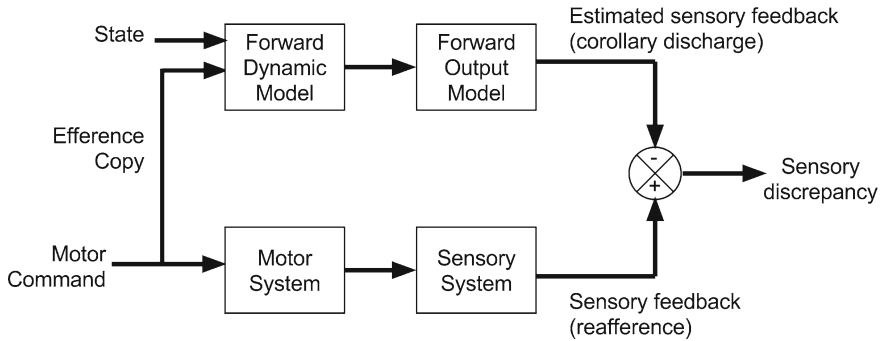 Estimated sensory feedback
(corollary discharge)
State
Forward
Dynamic
Model
Forward
Output
Model
Efference
Copy
-
+
Sensory
discrepancy
Motor
Command
Motor
System
Sensory
System
Sensory feedback
(reafference)